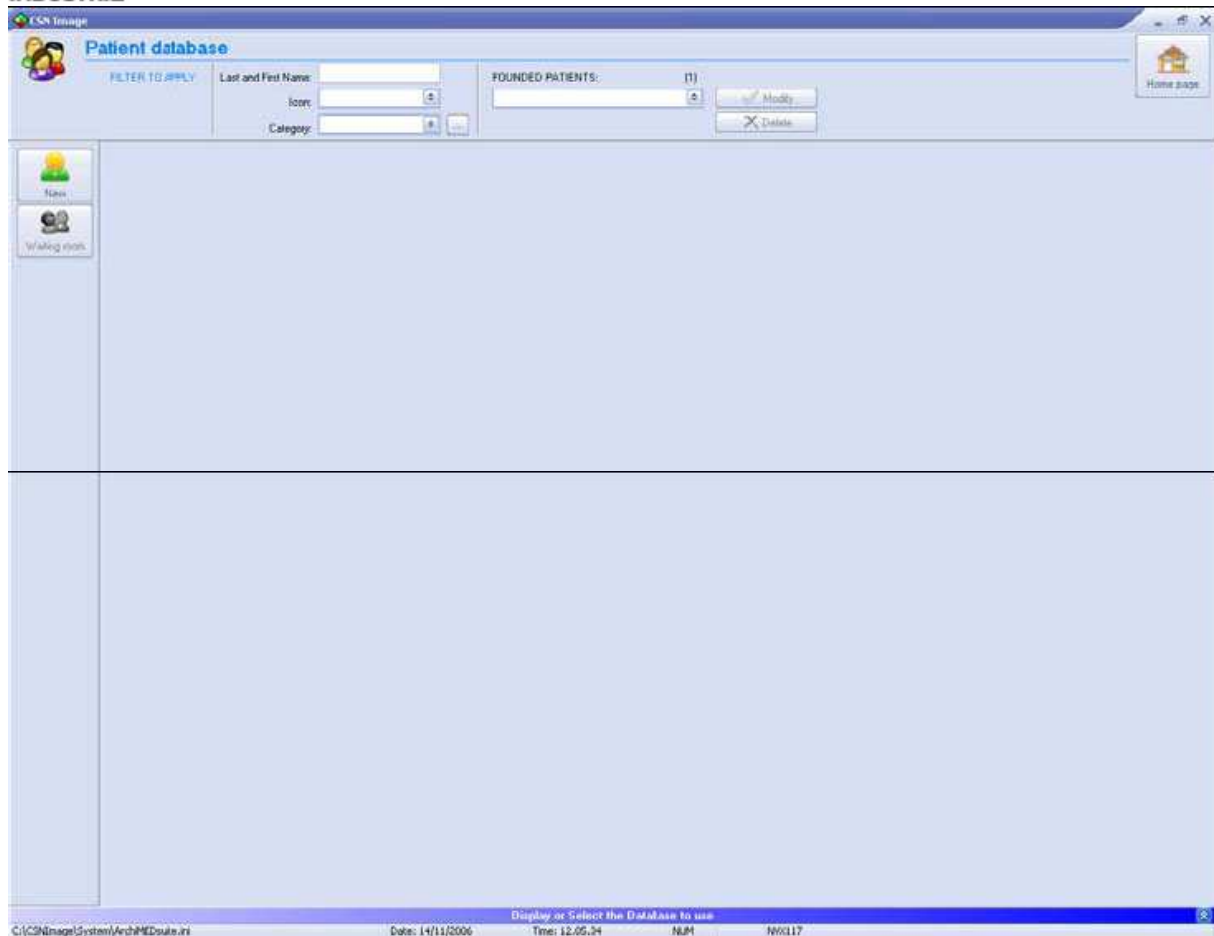 CSN Image
Patient database
FILTER TO APPLY
Last and First Name:
Icon:
Category:
...
FOUNDED PATIENTS: (1)
Modify
Delete
Home page
New
Waiting room
Display or Select the Database to use
C:\CSNImage\System\ArchiMEDsuite.ini Date: 14/11/2006 Time: 12.05.34 NUM